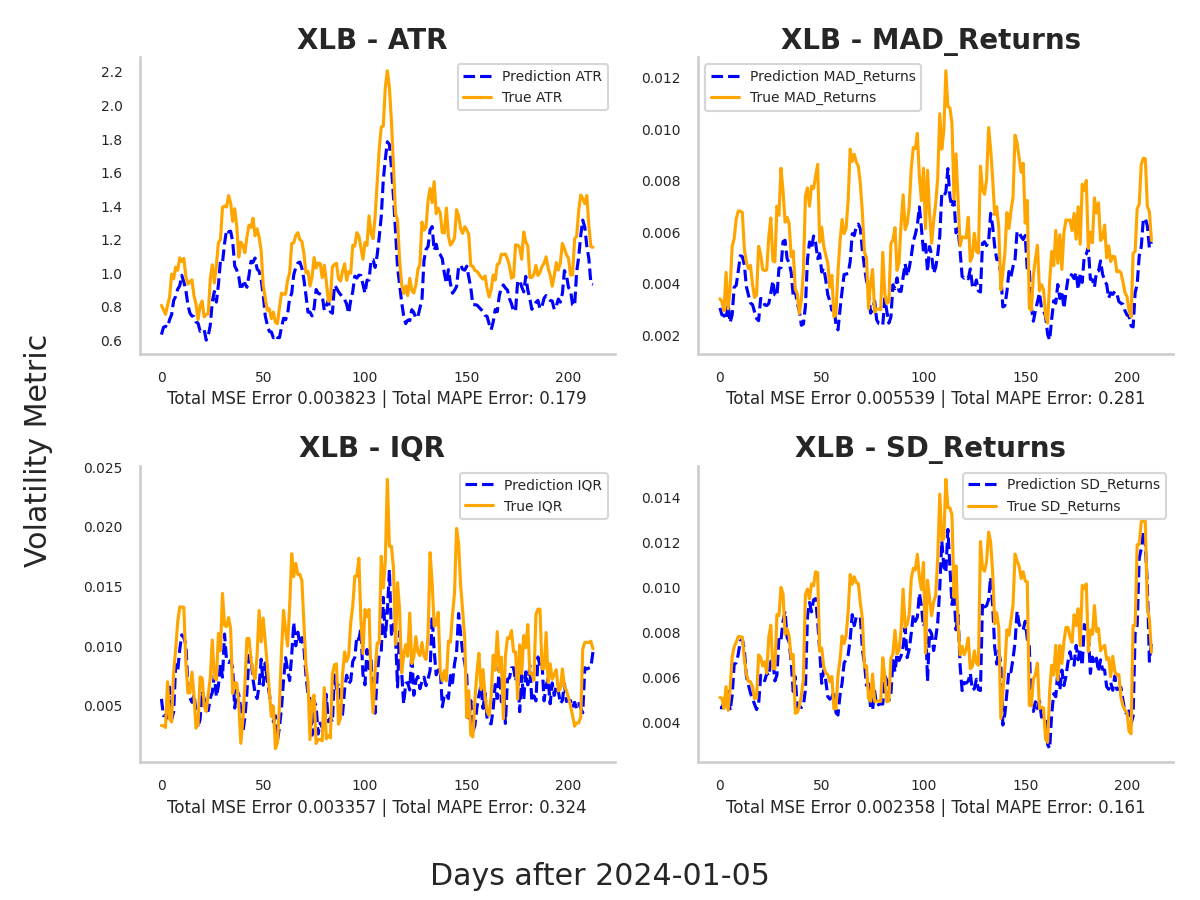 XLB - ATR
2.2
2.0
1.8
1.6
1.4
1.2
1.0
0.8
0.6
Prediction ATR
True ATR
0 50 100 150 200
Total MSE Error 0.003823 | Total MAPE Error: 0.179
XLB - MAD_Returns
0.012
0.010
0.008
0.006
0.004
0.002
Prediction MAD_Returns
True MAD_Returns
0 50 100 150 200
Total MSE Error 0.005539 | Total MAPE Error: 0.281
Volatility Metric
XLB - IQR
0.025
0.020
0.015
0.010
0.005
Prediction IQR
True IQR
0 50 100 150 200
Total MSE Error 0.003357 | Total MAPE Error: 0.324
XLB - SD_Returns
0.014
0.012
0.010
0.008
0.006
0.004
Prediction SD_Returns
True SD_Returns
0 50 100 150 200
Total MSE Error 0.002358 | Total MAPE Error: 0.161
Days after 2024-01-05